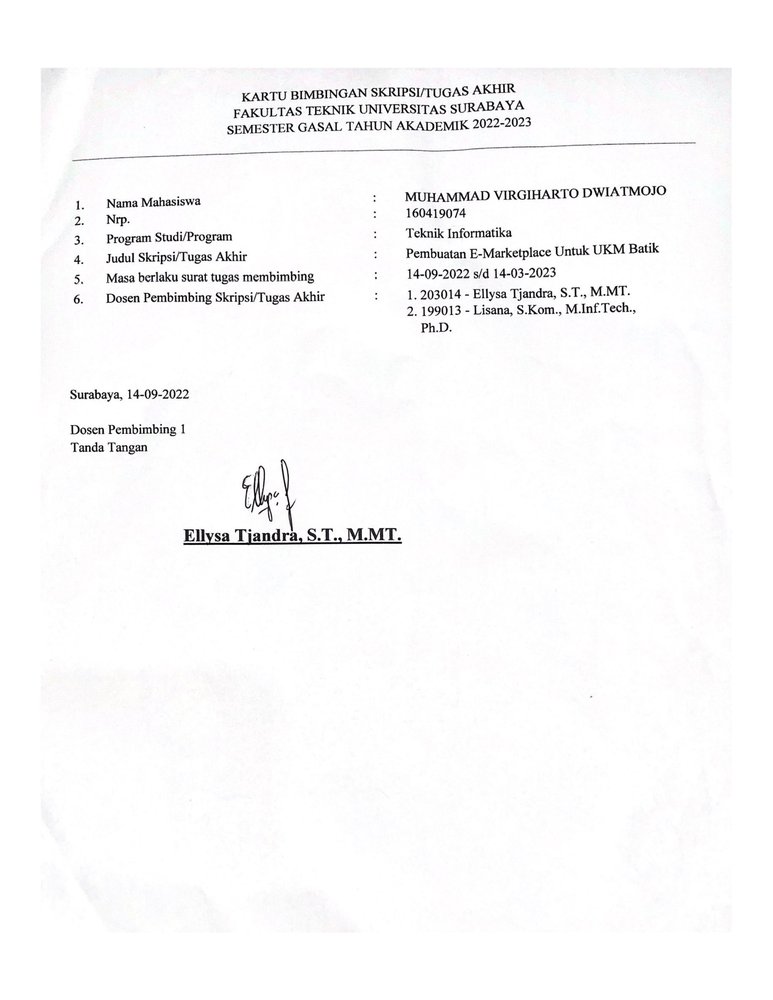 KARTU BIMBINGAN SKRIPSI/TUGAS AKHIR
FAKULTAS TEKNIK UNIVERSITAS SURABAYA
SEMESTER GASAL TAHUN AKADEMIK 2022-2023
1. Nama Mahasiswa : MUHAMMAD VIRGIHARTO DWIATMOJO
2. Nrp. : 160419074
3. Program Studi/Program : Teknik Informatika
4. Judul Skripsi/Tugas Akhir : Pembuatan E-Marketplace Untuk UKM Batik
5. Masa berlaku surat tugas membimbing : 14-09-2022 s/d 14-03-2023
6. Dosen Pembimbing Skripsi/Tugas Akhir : 1. 203014 - Ellysa Tjandra, S.T., M.MT.
2. 199013 - Lisana, S.Kom., M.Inf.Tech.,
Ph.D.
Surabaya, 14-09-2022
Dosen Pembimbing 1
Tanda Tangan
Ellysa Tjandra, S.T., M.MT.